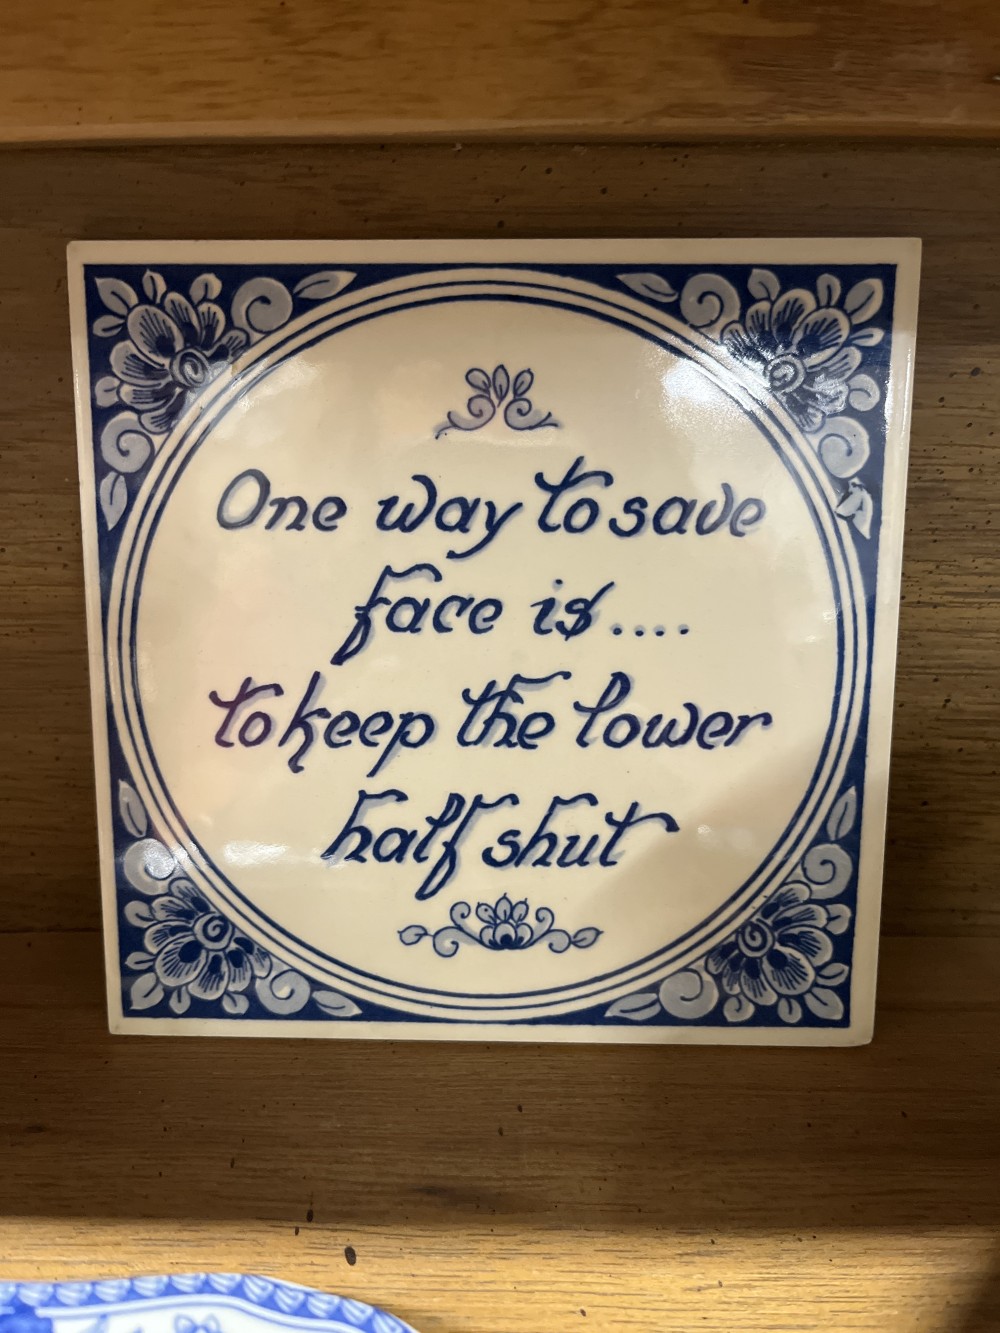 One way to save
face is....
to keep the lower
half shut